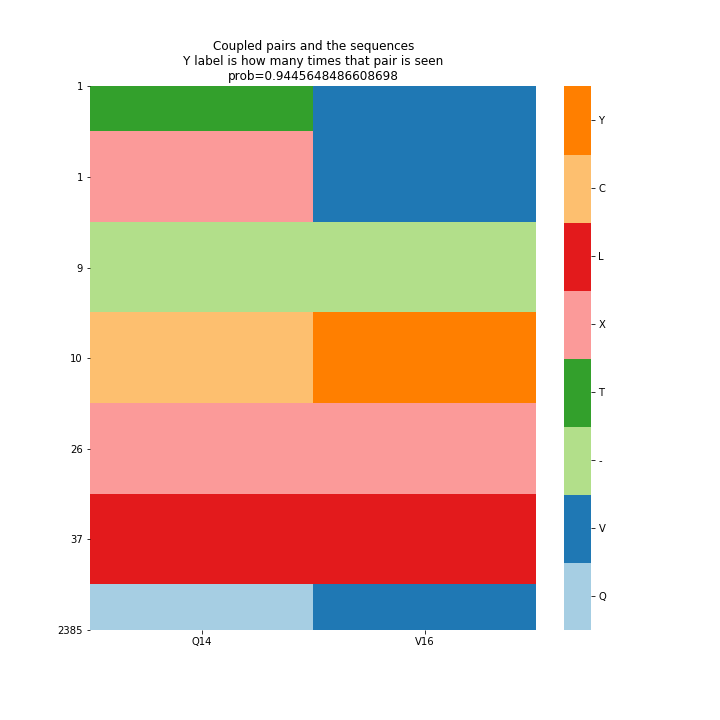 Coupled pairs and the sequences
Y label is how many times that pair is seen
prob=0.9445648486608698
1
1
9
10
26
37
2385
Q14
V16
Y
C
L
X
T
-
V
Q